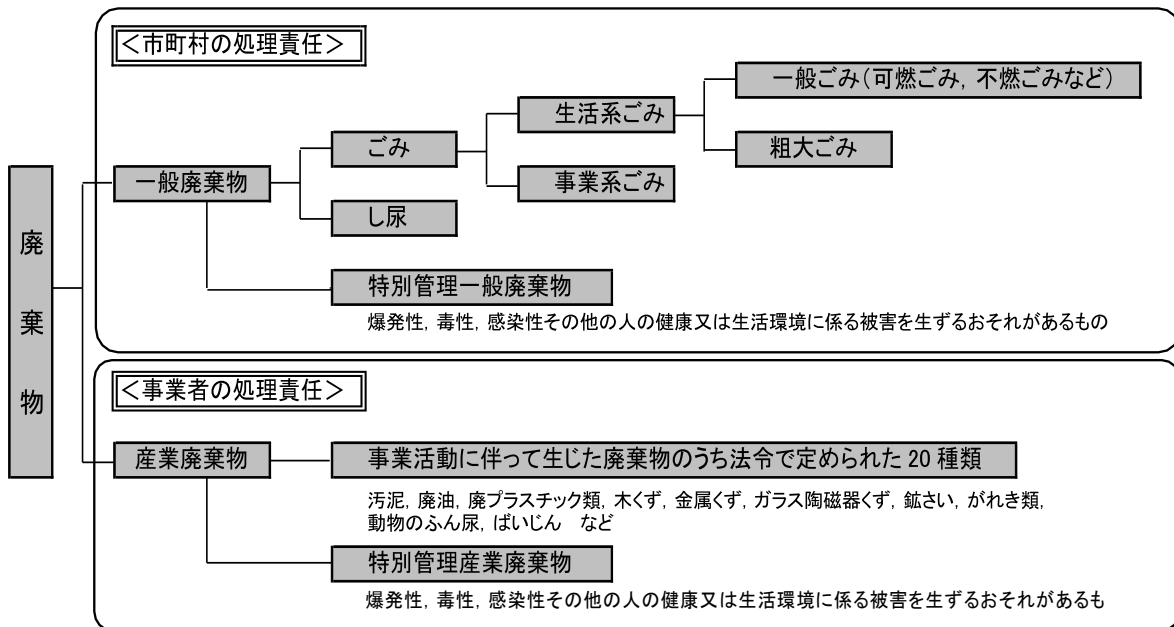 ＜市町村の処理責任＞
一般ごみ（可燃ごみ，不燃ごみなど）
生活系ごみ
ごみ
粗大ごみ
一般廃棄物
事業系ごみ
し尿
廃棄物
特別管理一般廃棄物
爆発性，毒性，感染性その他の人の健康又は生活環境に係る被害を生ずるおそれがあるもの
＜事業者の処理責任＞
産業廃棄物
事業活動に伴って生じた廃棄物のうち法令で定められた 20 種類
汚泥，廃油，廃プラスチック類，木くず，金属くず，ガラス陶磁器くず，鉱さい，がれき類，
動物のふん尿，ばいじん　など
特別管理産業廃棄物
爆発性，毒性，感染性その他の人の健康又は生活環境に係る被害を生ずるおそれがあるも